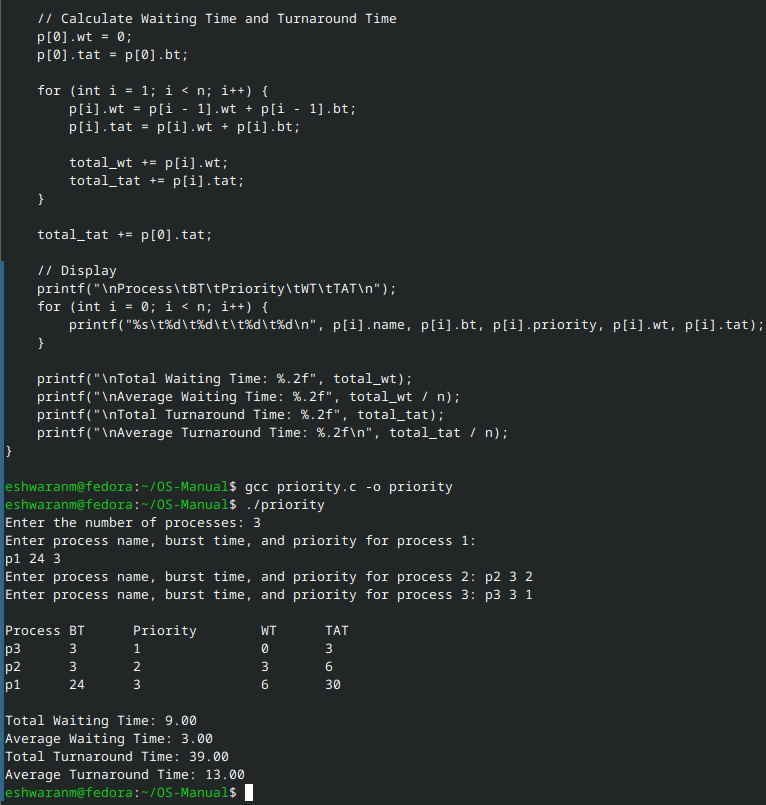 // Calculate Waiting Time and Turnaround Time
    p[0].wt = 0;
    p[0].tat = p[0].bt;

    for (int i = 1; i < n; i++) {
        p[i].wt = p[i - 1].wt + p[i - 1].bt;
        p[i].tat = p[i].wt + p[i].bt;

        total_wt += p[i].wt;
        total_tat += p[i].tat;
    }

    total_tat += p[0].tat;

    // Display
    printf("\nProcess\tBT\tPriority\tWT\tTAT\n");
    for (int i = 0; i < n; i++) {
        printf("%s\t%d\t%d\t\t%d\t%d\n", p[i].name, p[i].bt, p[i].priority, p[i].wt, p[i].tat);
    }

    printf("\nTotal Waiting Time: %.2f", total_wt);
    printf("\nAverage Waiting Time: %.2f", total_wt / n);
    printf("\nTotal Turnaround Time: %.2f", total_tat);
    printf("\nAverage Turnaround Time: %.2f\n", total_tat / n);
}

eshwaranm@fedora:~/OS-Manual$ gcc priority.c -o priority
eshwaranm@fedora:~/OS-Manual$ ./priority
Enter the number of processes: 3
Enter process name, burst time, and priority for process 1:
p1 24 3
Enter process name, burst time, and priority for process 2: p2 3 2
Enter process name, burst time, and priority for process 3: p3 3 1

Process BT      Priority        WT      TAT
p3      3       1               0       3
p2      3       2               3       6
p1      24      3               6       30

Total Waiting Time: 9.00
Average Waiting Time: 3.00
Total Turnaround Time: 39.00
Average Turnaround Time: 13.00
eshwaranm@fedora:~/OS-Manual$